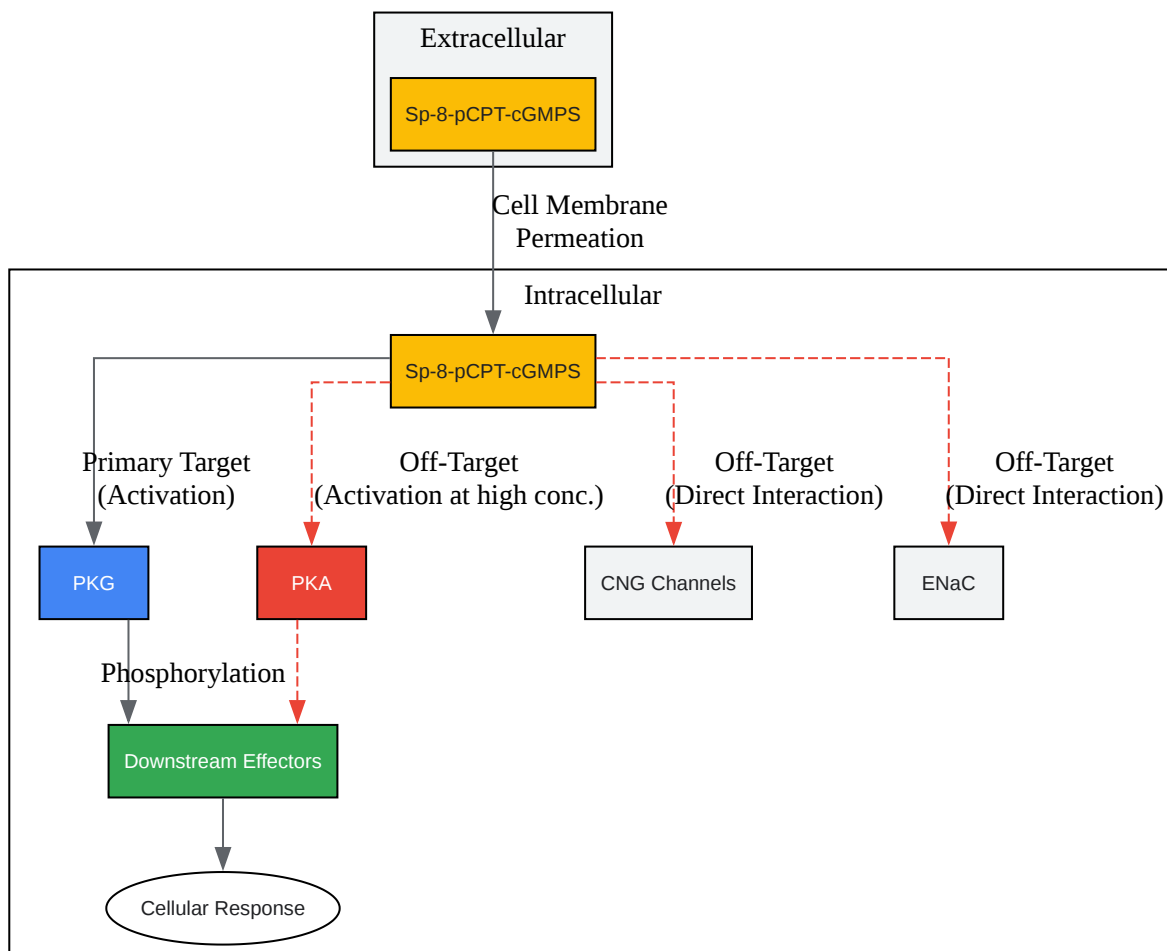 Extracellular
Sp-8-pCPT-cGMPS
Cell Membrane
Permeation
Intracellular
Sp-8-pCPT-cGMPS
Primary Target
(Activation)
Off-Target
(Activation at high conc.)
Off-Target
(Direct Interaction)
Off-Target
(Direct Interaction)
PKG
PKA
CNG Channels
ENaC
Phosphorylation
Downstream Effectors
Cellular Response